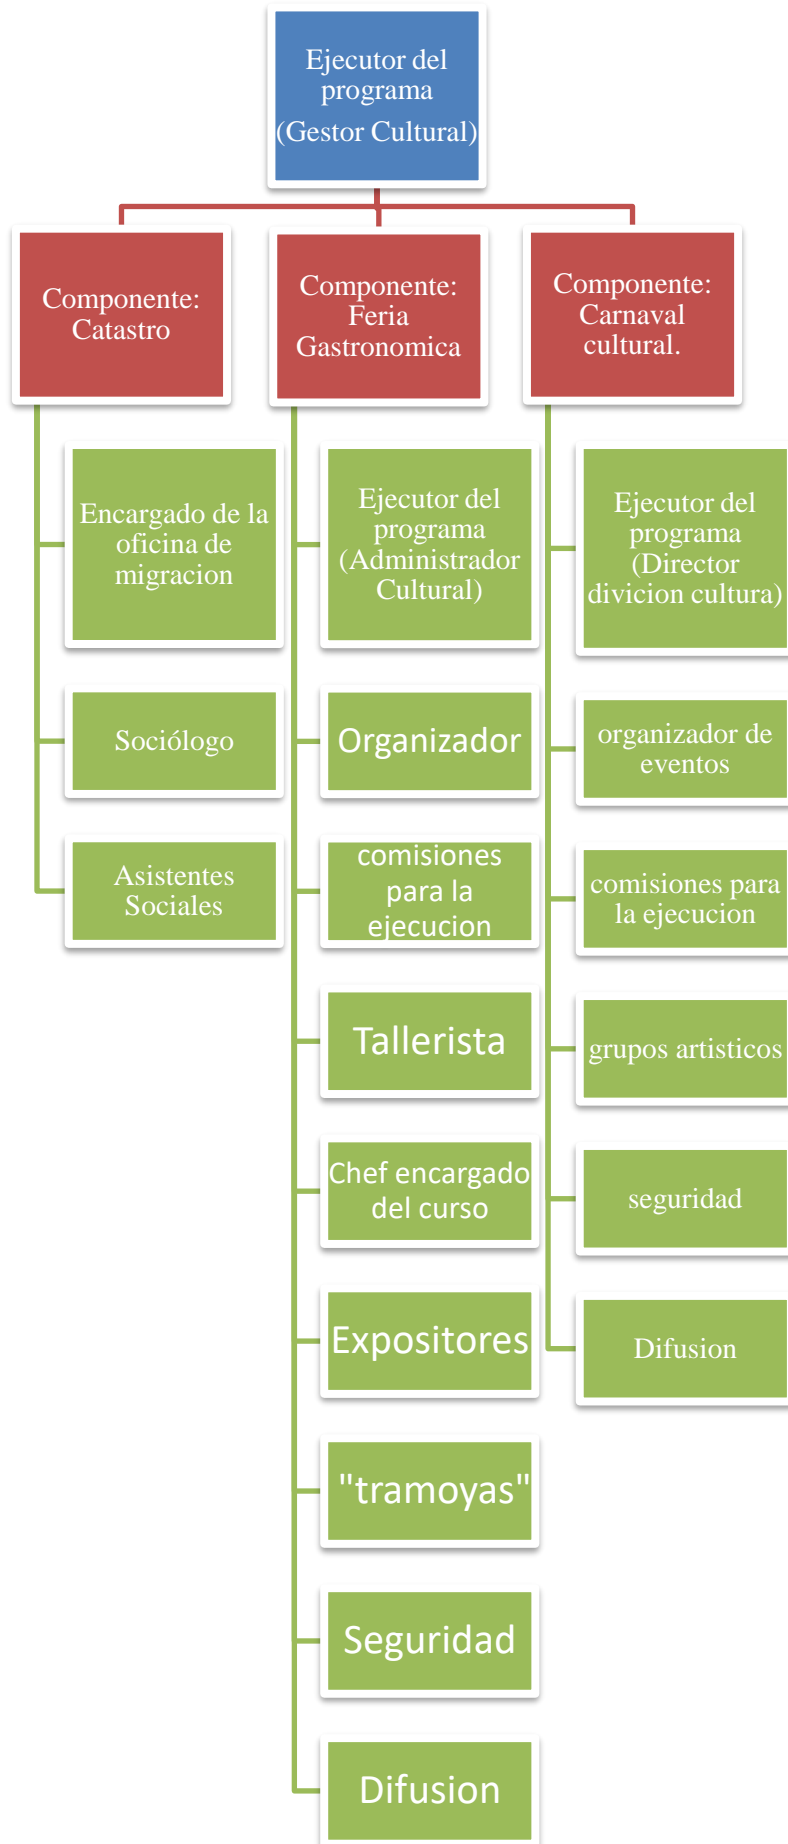 Ejecutor del
programa
(Gestor Cultural)
Componente:
Catastro
Encargado de la
oficina de
migracion
Sociólogo
Asistentes
Sociales
Componente:
Feria
Gastronomica
Ejecutor del
programa
(Administrador
Cultural)
Organizador
comisiones
para la
ejecucion
Tallerista
Chef encargado
del curso
Expositores
"tramoyas"
Seguridad
Difusion
Componente:
Carnaval
cultural.
Ejecutor del
programa
(Director
divicion cultura)
organizador de
eventos
comisiones para
la ejecucion
grupos artisticos
seguridad
Difusion